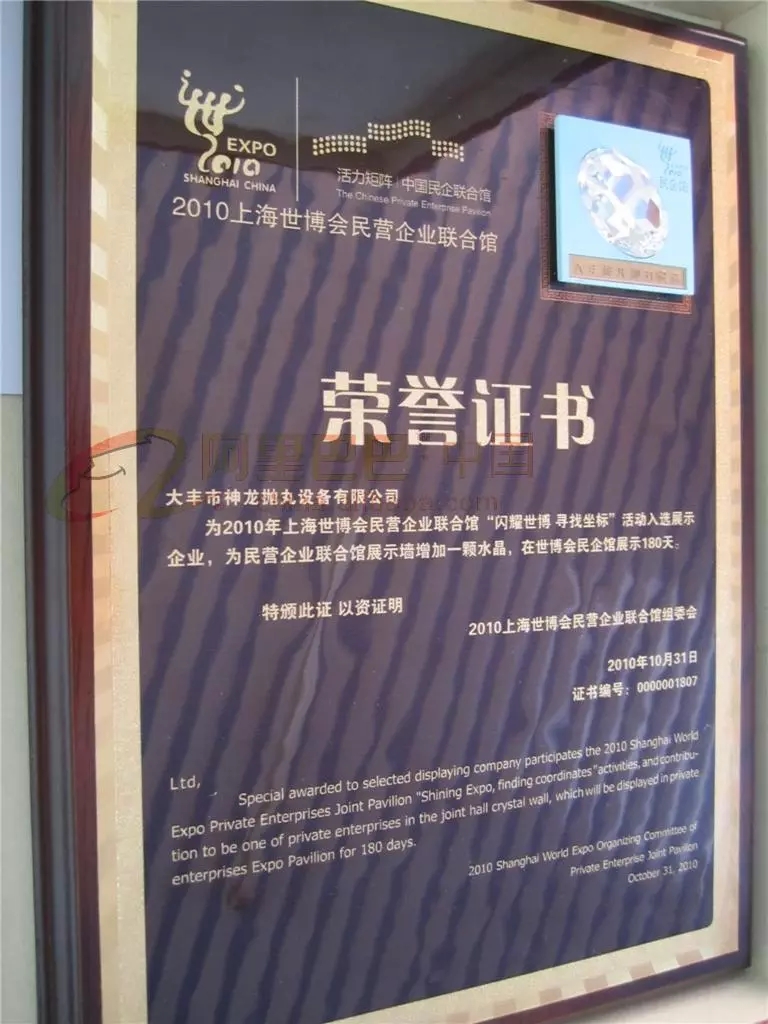 EXPO
2010
SHANGHAI CHINA
活力矩阵 中国民企联合馆
The Chinese Private Enterprise Pavilion
2010上海世博会民营企业联合馆
民企馆
荣誉证书
阿里巴巴·中国
大丰市神龙抛丸设备有限公司
为2010年上海世博会民营企业联合馆“闪耀世博 寻找坐标”活动入选展示
企业，为民营企业联合馆展示墙增加一颗水晶，在世博会民企馆展示180天。
特颁此证 以资证明
2010上海世博会民营企业联合馆组委会
2010年10月31日
证书编号：0000001807
Ltd,
Special awarded to selected displaying company participates the 2010 Shanghai World
Expo Private Enterprises Joint Pavilion "Shining Expo, finding coordinates" activities, and contribu-
tion to be one of private enterprises in the joint hall crystal wall, which will be displayed in private
enterprises Expo Pavilion for 180 days.
2010 Shanghai World Expo Organizing Committee of
Private Enterprise Joint Pavilion
October 31, 2010